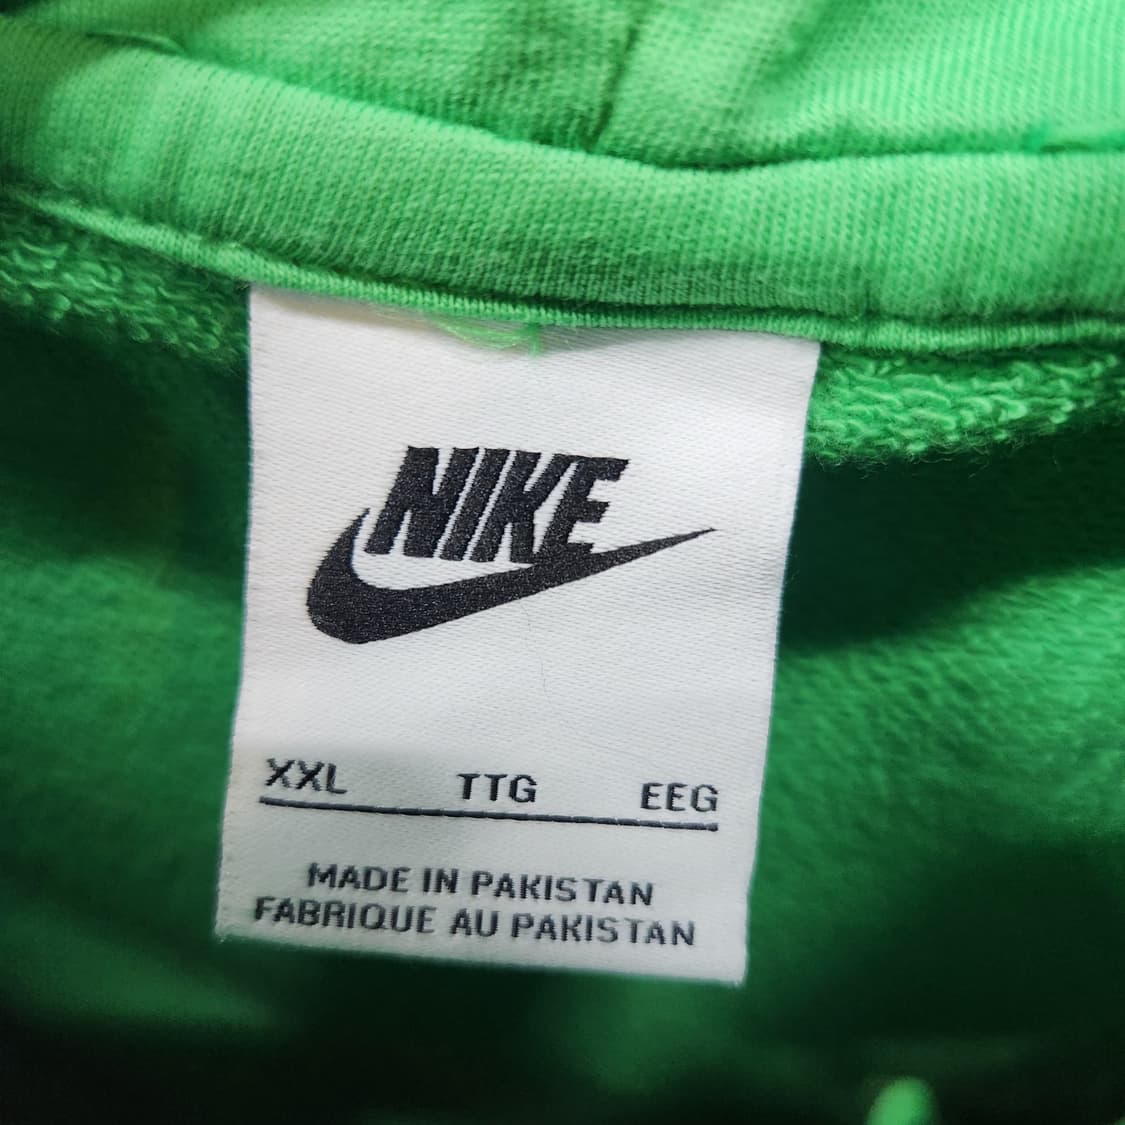 NIKE
XXL TTG EEG
MADE IN PAKISTAN
FABRIQUE AU PAKISTAN